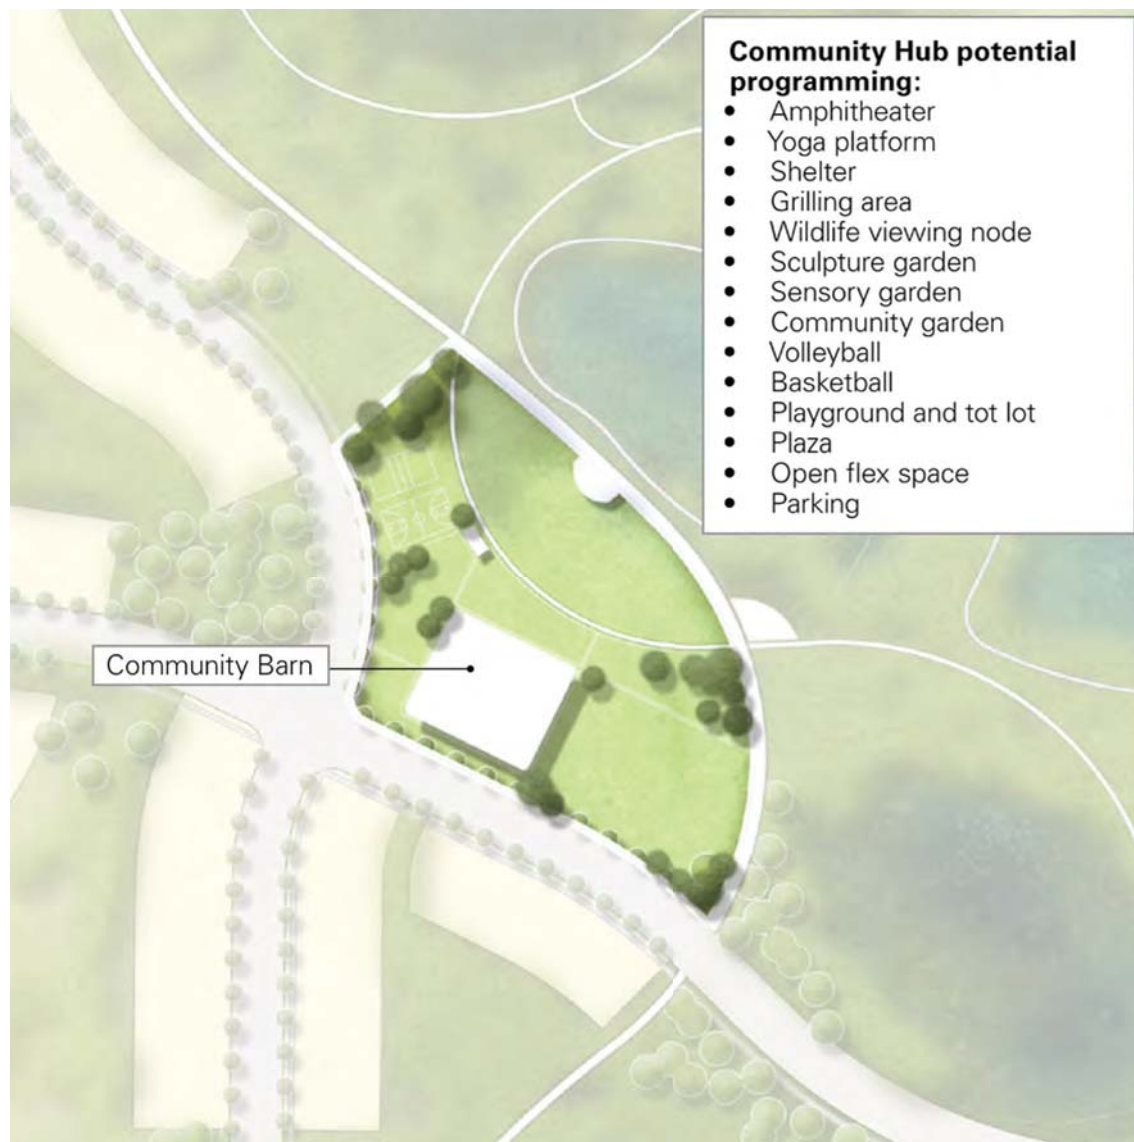 Community Hub potential
programming:
• Amphitheater
• Yoga platform
• Shelter
• Grilling area
• Wildlife viewing node
• Sculpture garden
• Sensory garden
• Community garden
• Volleyball
• Basketball
• Playground and tot lot
• Plaza
• Open flex space
• Parking
Community Barn